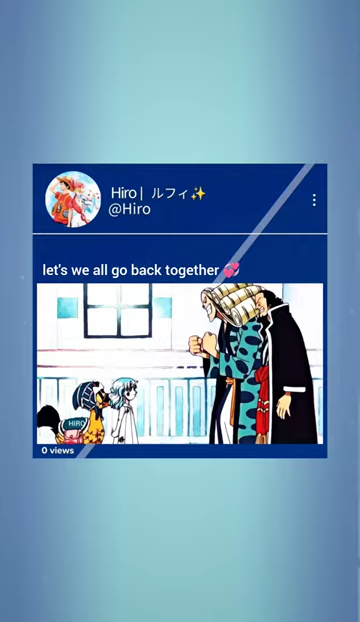 Hiro | ルフィ✨
@Hiro
let's we all go back together 💞
HIRO
0 views